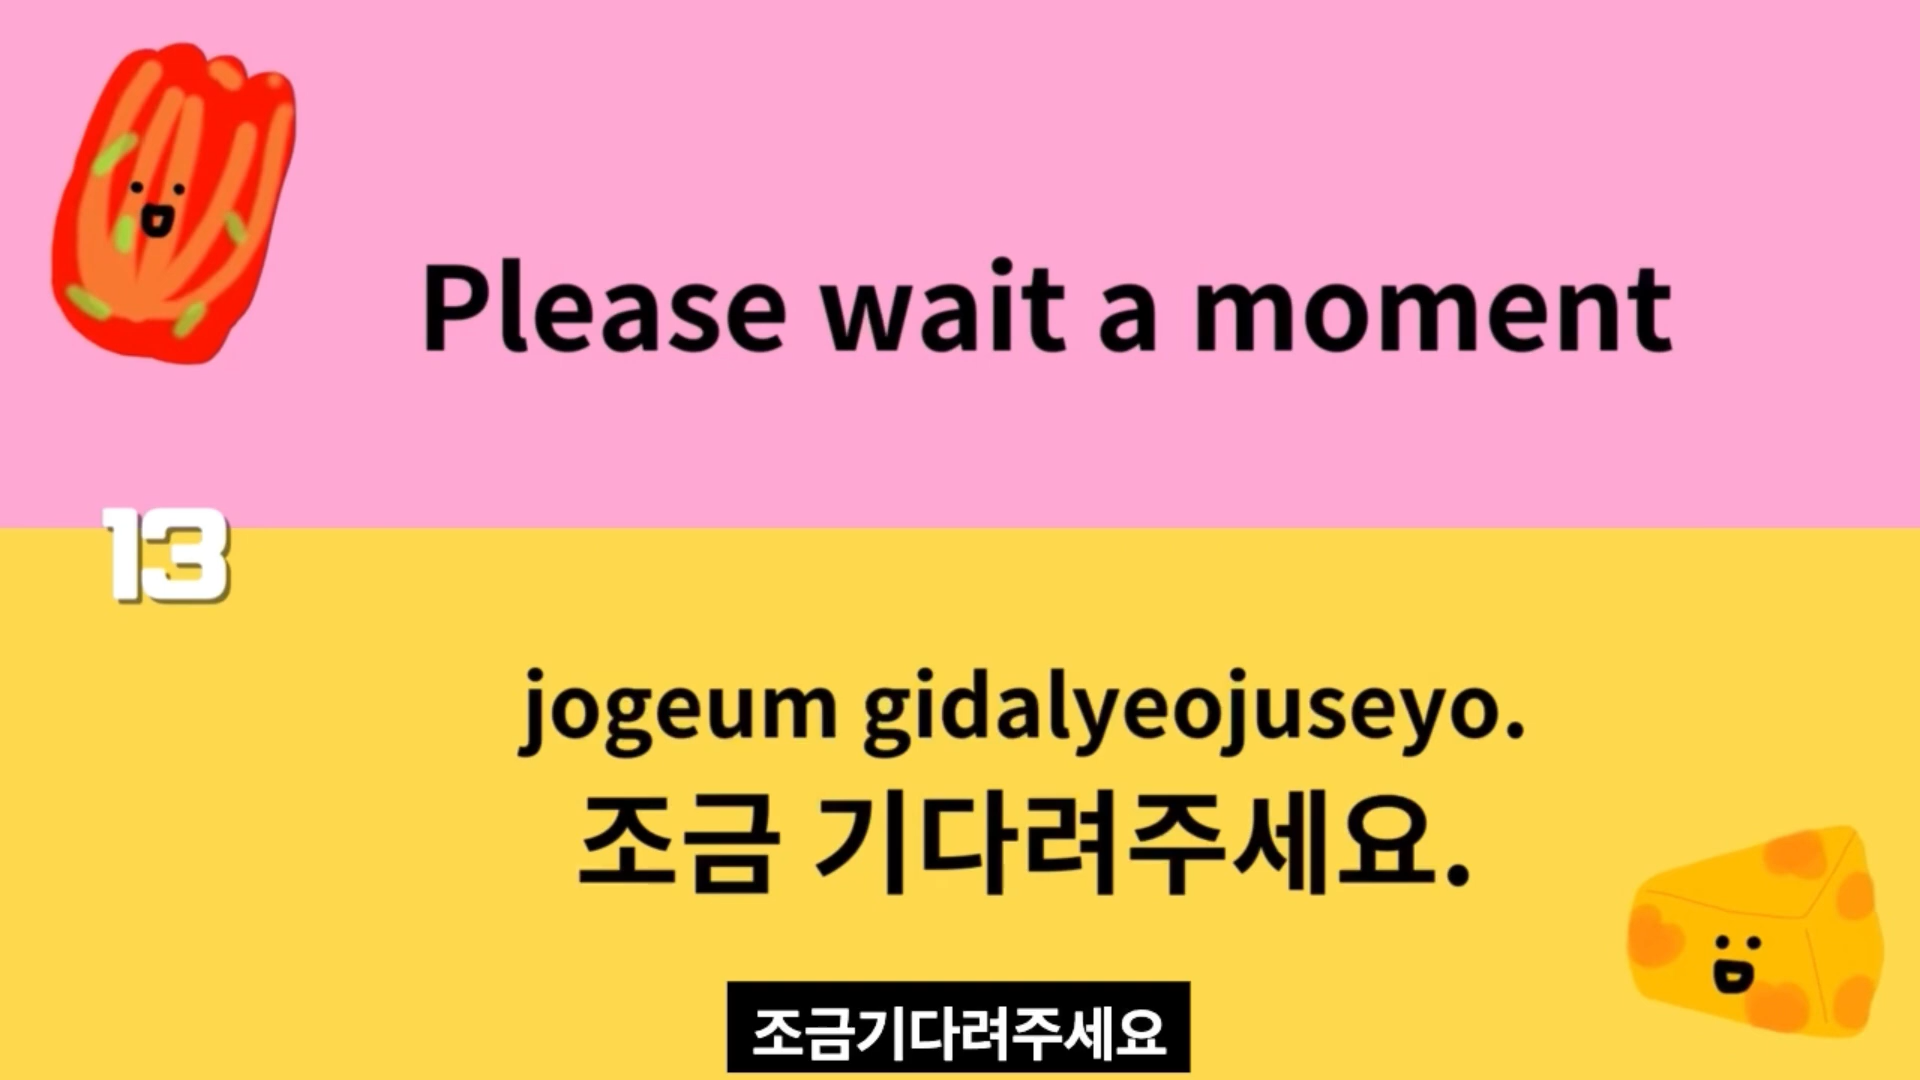 Please wait a moment
13
jogeum gidalyeojuseyo.
조금 기다려주세요.
조금기다려주세요